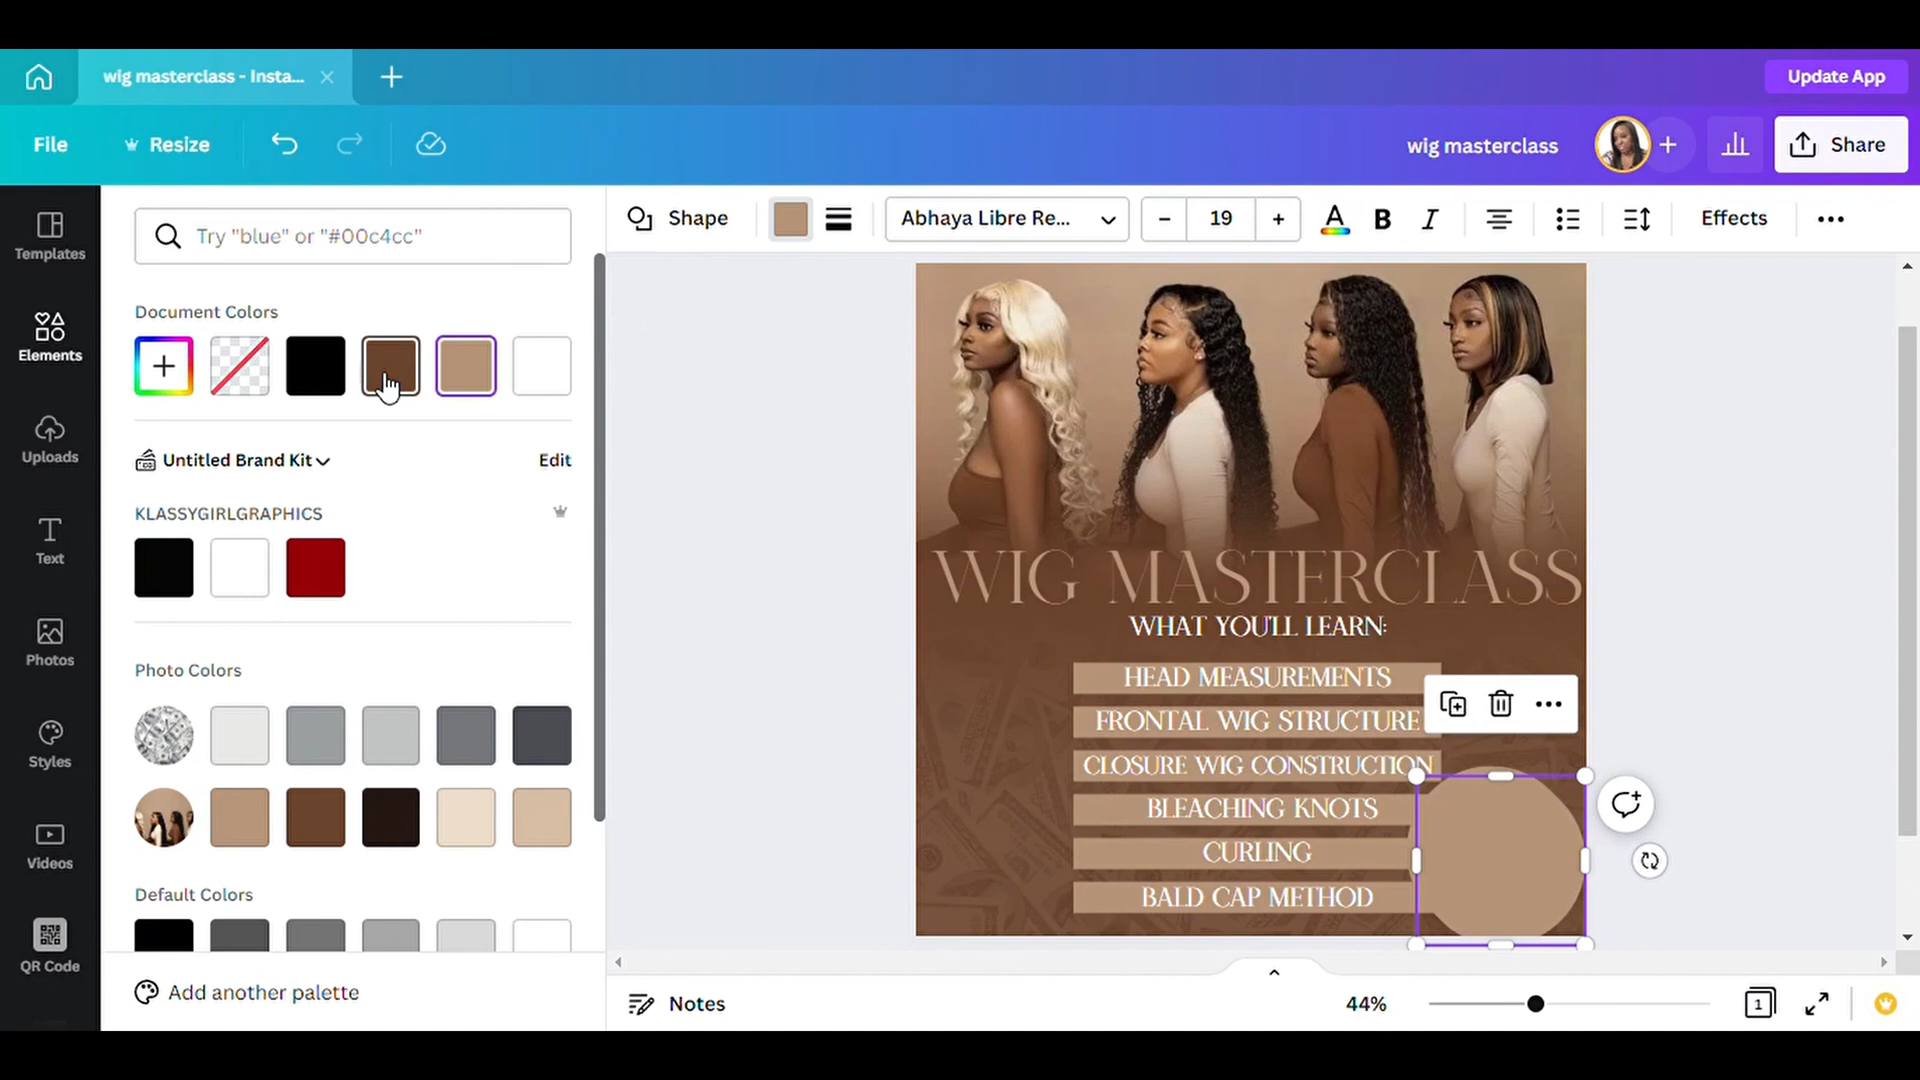 wig masterclass - Insta...
Update App
File
Resize
wig masterclass
Share
Templates
Elements
Uploads
Text
Photos
Styles
Videos
QR Code
Try "blue" or "#00c4cc"
Document Colors
Untitled Brand Kit
Edit
KLASSYGIRLGRAPHICS
Photo Colors
Default Colors
Add another palette
Shape
Abhaya Libre Re...
19
A
B
I
Effects
WIG MASTERCLASS
WHAT YOU'LL LEARN:
HEAD MEASUREMENTS
FRONTAL WIG STRUCTURE
CLOSURE WIG CONSTRUCTION
BLEACHING KNOTS
CURLING
BALD CAP METHOD
Notes
44%
1